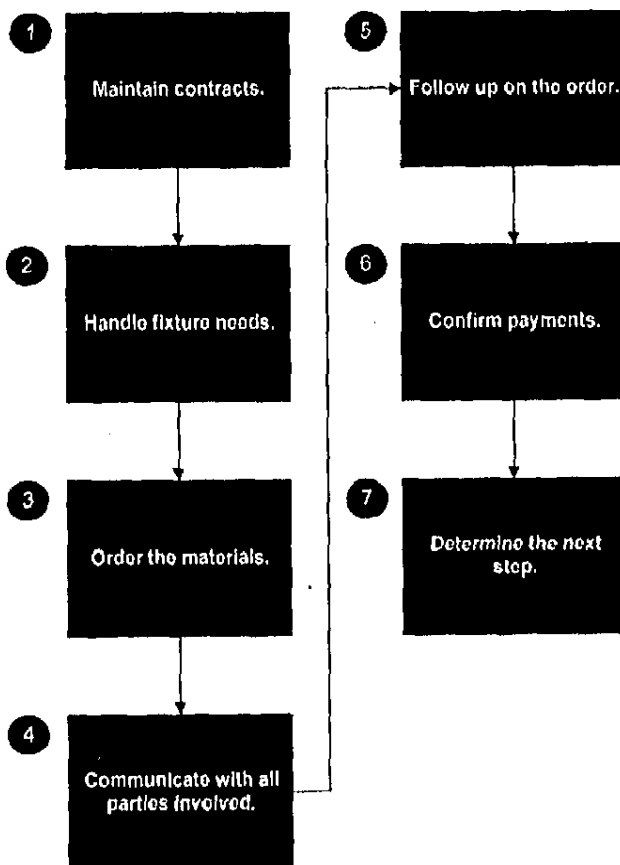 1
Maintain contracts.
2
Handle fixture needs.
3
Order the materials.
4
Communicate with all
parties involved.
5
Follow up on the order.
6
Confirm payments.
7
Determine the next
step.